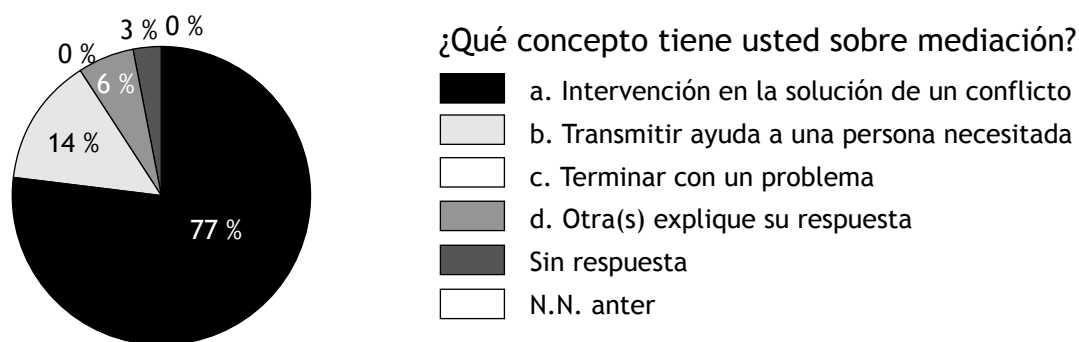 3 % 0 %
0 %
6 %
14 %
77 %
¿Qué concepto tiene usted sobre mediación?
a. Intervención en la solución de un conflicto
b. Transmitir ayuda a una persona necesitada
c. Terminar con un problema
d. Otra(s) explique su respuesta
Sin respuesta
N.N. anter